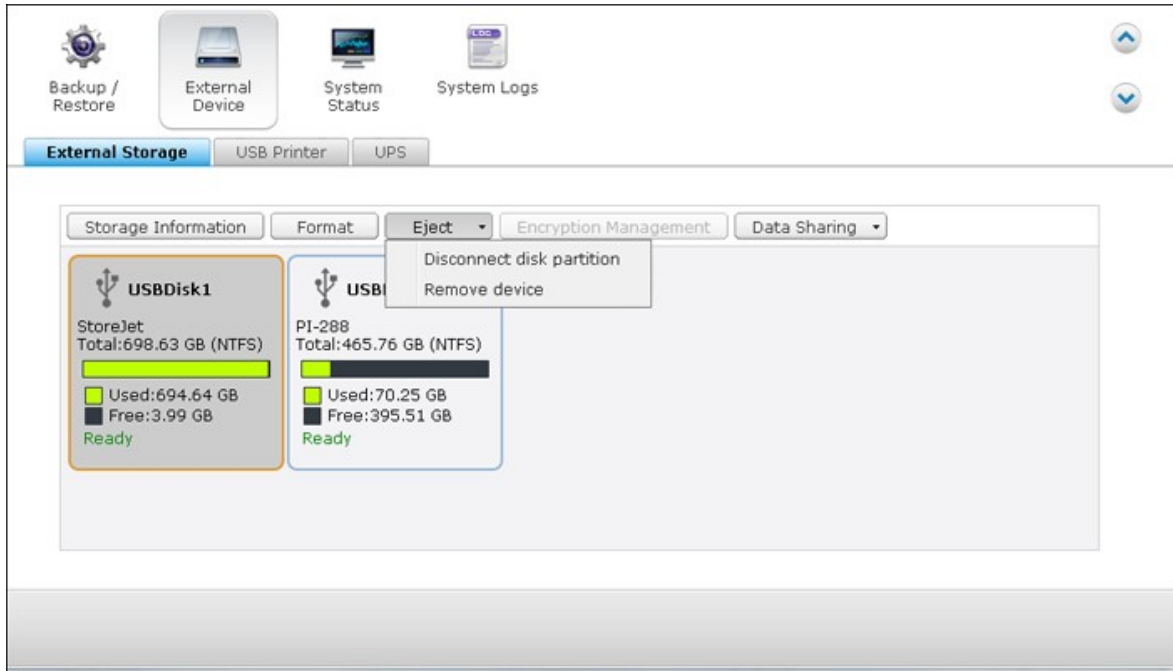 LOG
Backup /
Restore
External
Device
System
Status
System Logs
External Storage
USB Printer
UPS
Storage Information
Format
Eject
Encryption Management
Data Sharing
Disconnect disk partition
Remove device
USBDisk1
StoreJet
Total:698.63 GB (NTFS)
Used:694.64 GB
Free:3.99 GB
Ready
USB
PI-288
Total:465.76 GB (NTFS)
Used:70.25 GB
Free:395.51 GB
Ready